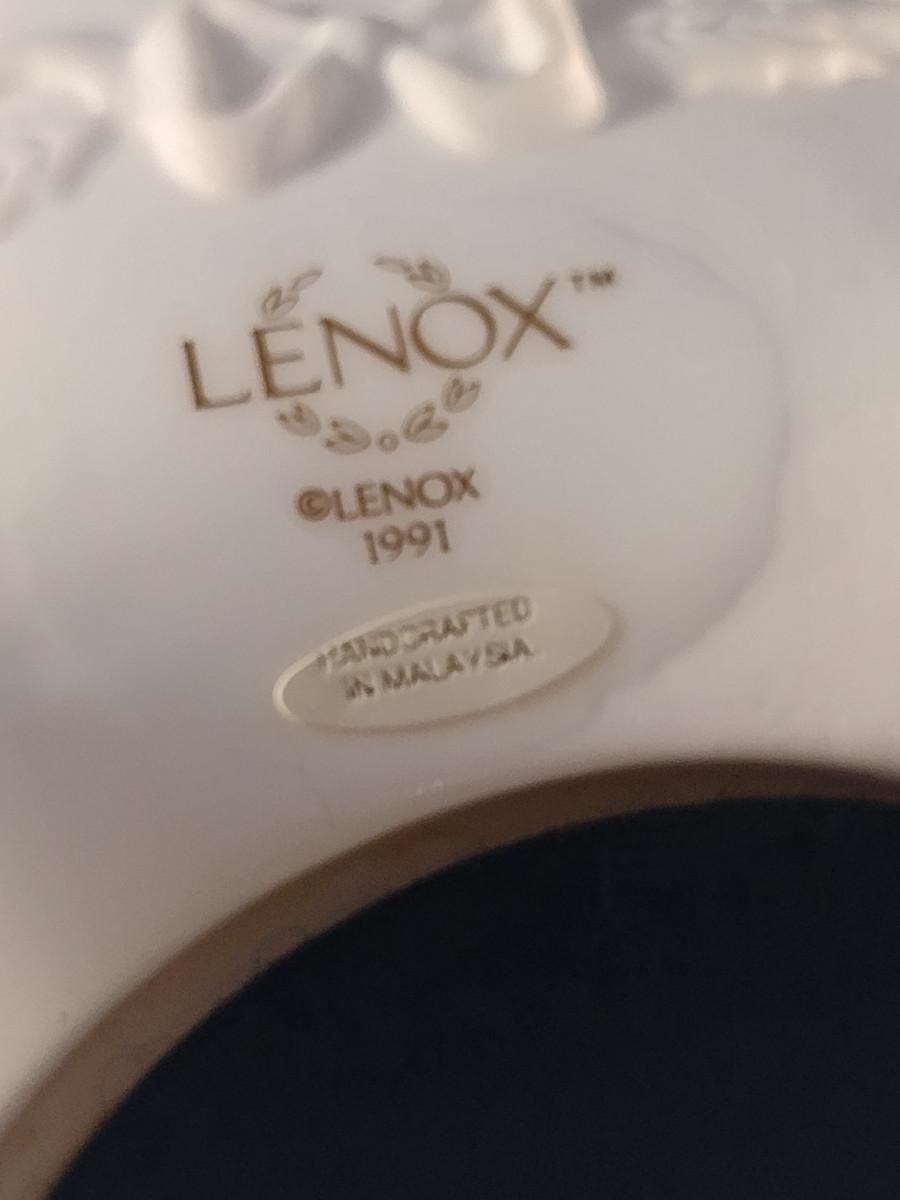 LENOX™
©LENOX
1991
HANDCRAFTED
IN MALAYSIA